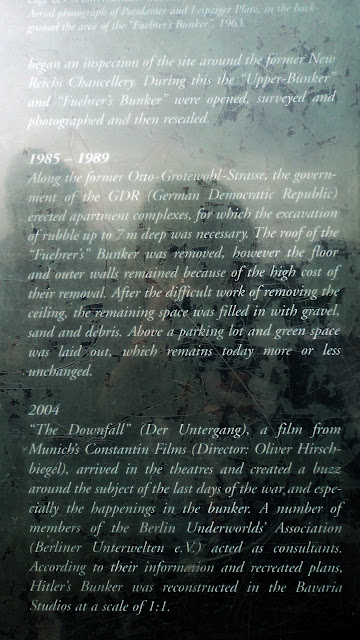 Aerial photograph of Potsdamer and Leipziger Platz, in the back-
ground the area of the "Fuehrer's Bunker", 1963.
began an inspection of the site around the former New
Reichs Chancellery. During this the "Upper-Bunker"
and "Fuehrer's Bunker" were opened, surveyed and
photographed and then resealed.
1985 – 1989
Along the former Otto-Grotewohl-Strasse, the govern-
ment of the GDR (German Democratic Republic)
erected apartment complexes, for which the excavation
of rubble up to 7 m deep was necessary. The roof of the
"Fuehrer's" Bunker was removed, however the floor
and outer walls remained because of the high cost of
their removal. After the difficult work of removing the
ceiling, the remaining space was filled in with gravel,
sand and debris. Above a parking lot and green space
was laid out, which remains today more or less
unchanged.
2004
"The Downfall" (Der Untergang), a film from
Munich's Constantin Films (Director: Oliver Hirsch-
biegel), arrived in the theatres and created a buzz
around the subject of the last days of the war and espe-
cially the happenings in the bunker. A number of
members of the Berlin Underworlds' Association
(Berliner Unterwelten e.V.) acted as consultants.
According to their information and recreated plans,
Hitler's Bunker was reconstructed in the Bavaria
Studios at a scale of 1:1.